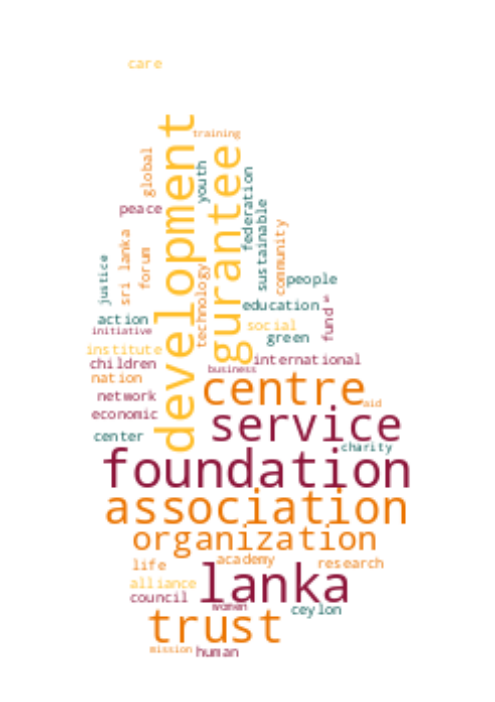 care
training
development
gurantee
global
youth
federation
sustainable
peace
community
sri lanka
forum
justice
technology
people
action
education
fund
initiative
social
green
institute
international
children
business
nation
centre
network
aid
economic
service
center
charity
foundation
association
organization
life
academy
research
alliance
lanka
council
women
ceylon
trust
mission
human